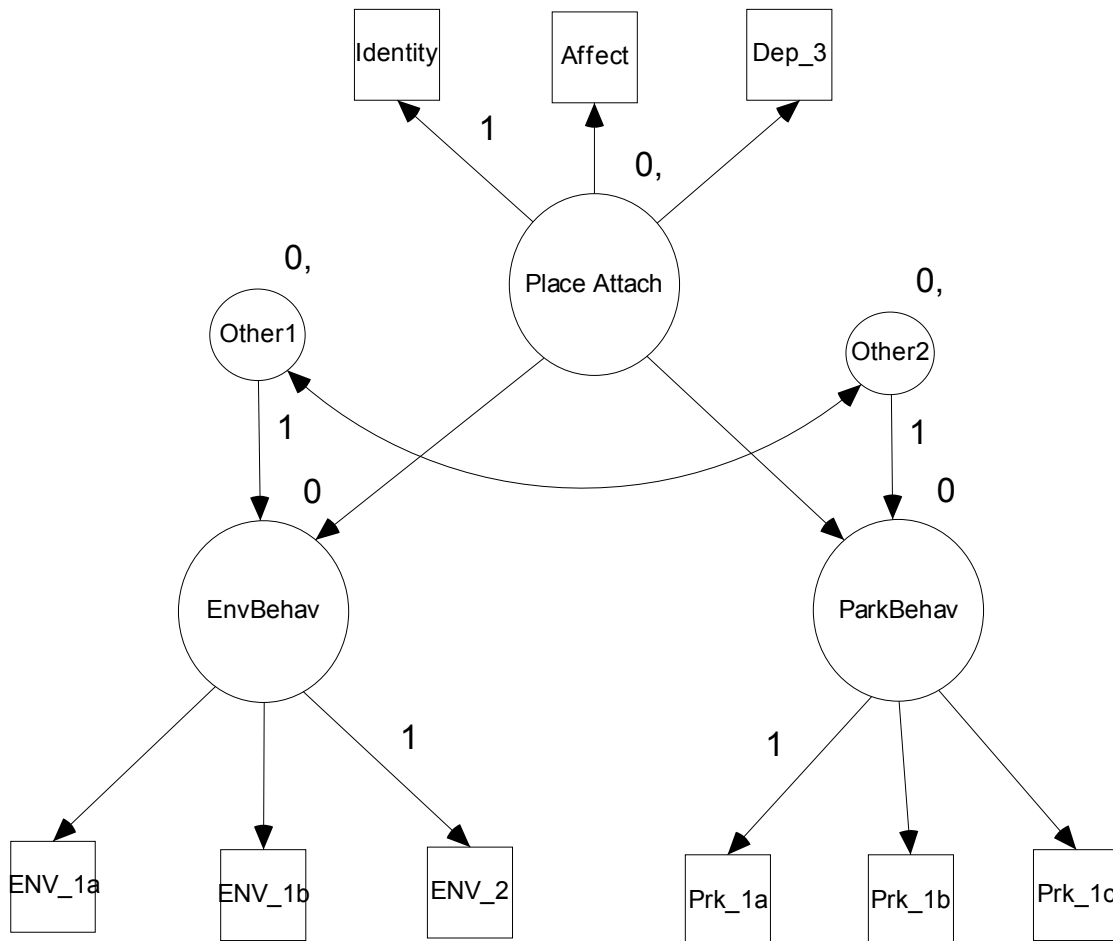 Identity
Affect
Dep_3
1
0,
Place Attach
0,
0,
Other1
Other2
1
1
0
0
EnvBehav
ParkBehav
1
1
ENV_1a
ENV_1b
ENV_2
Prk_1a
Prk_1b
Prk_1c